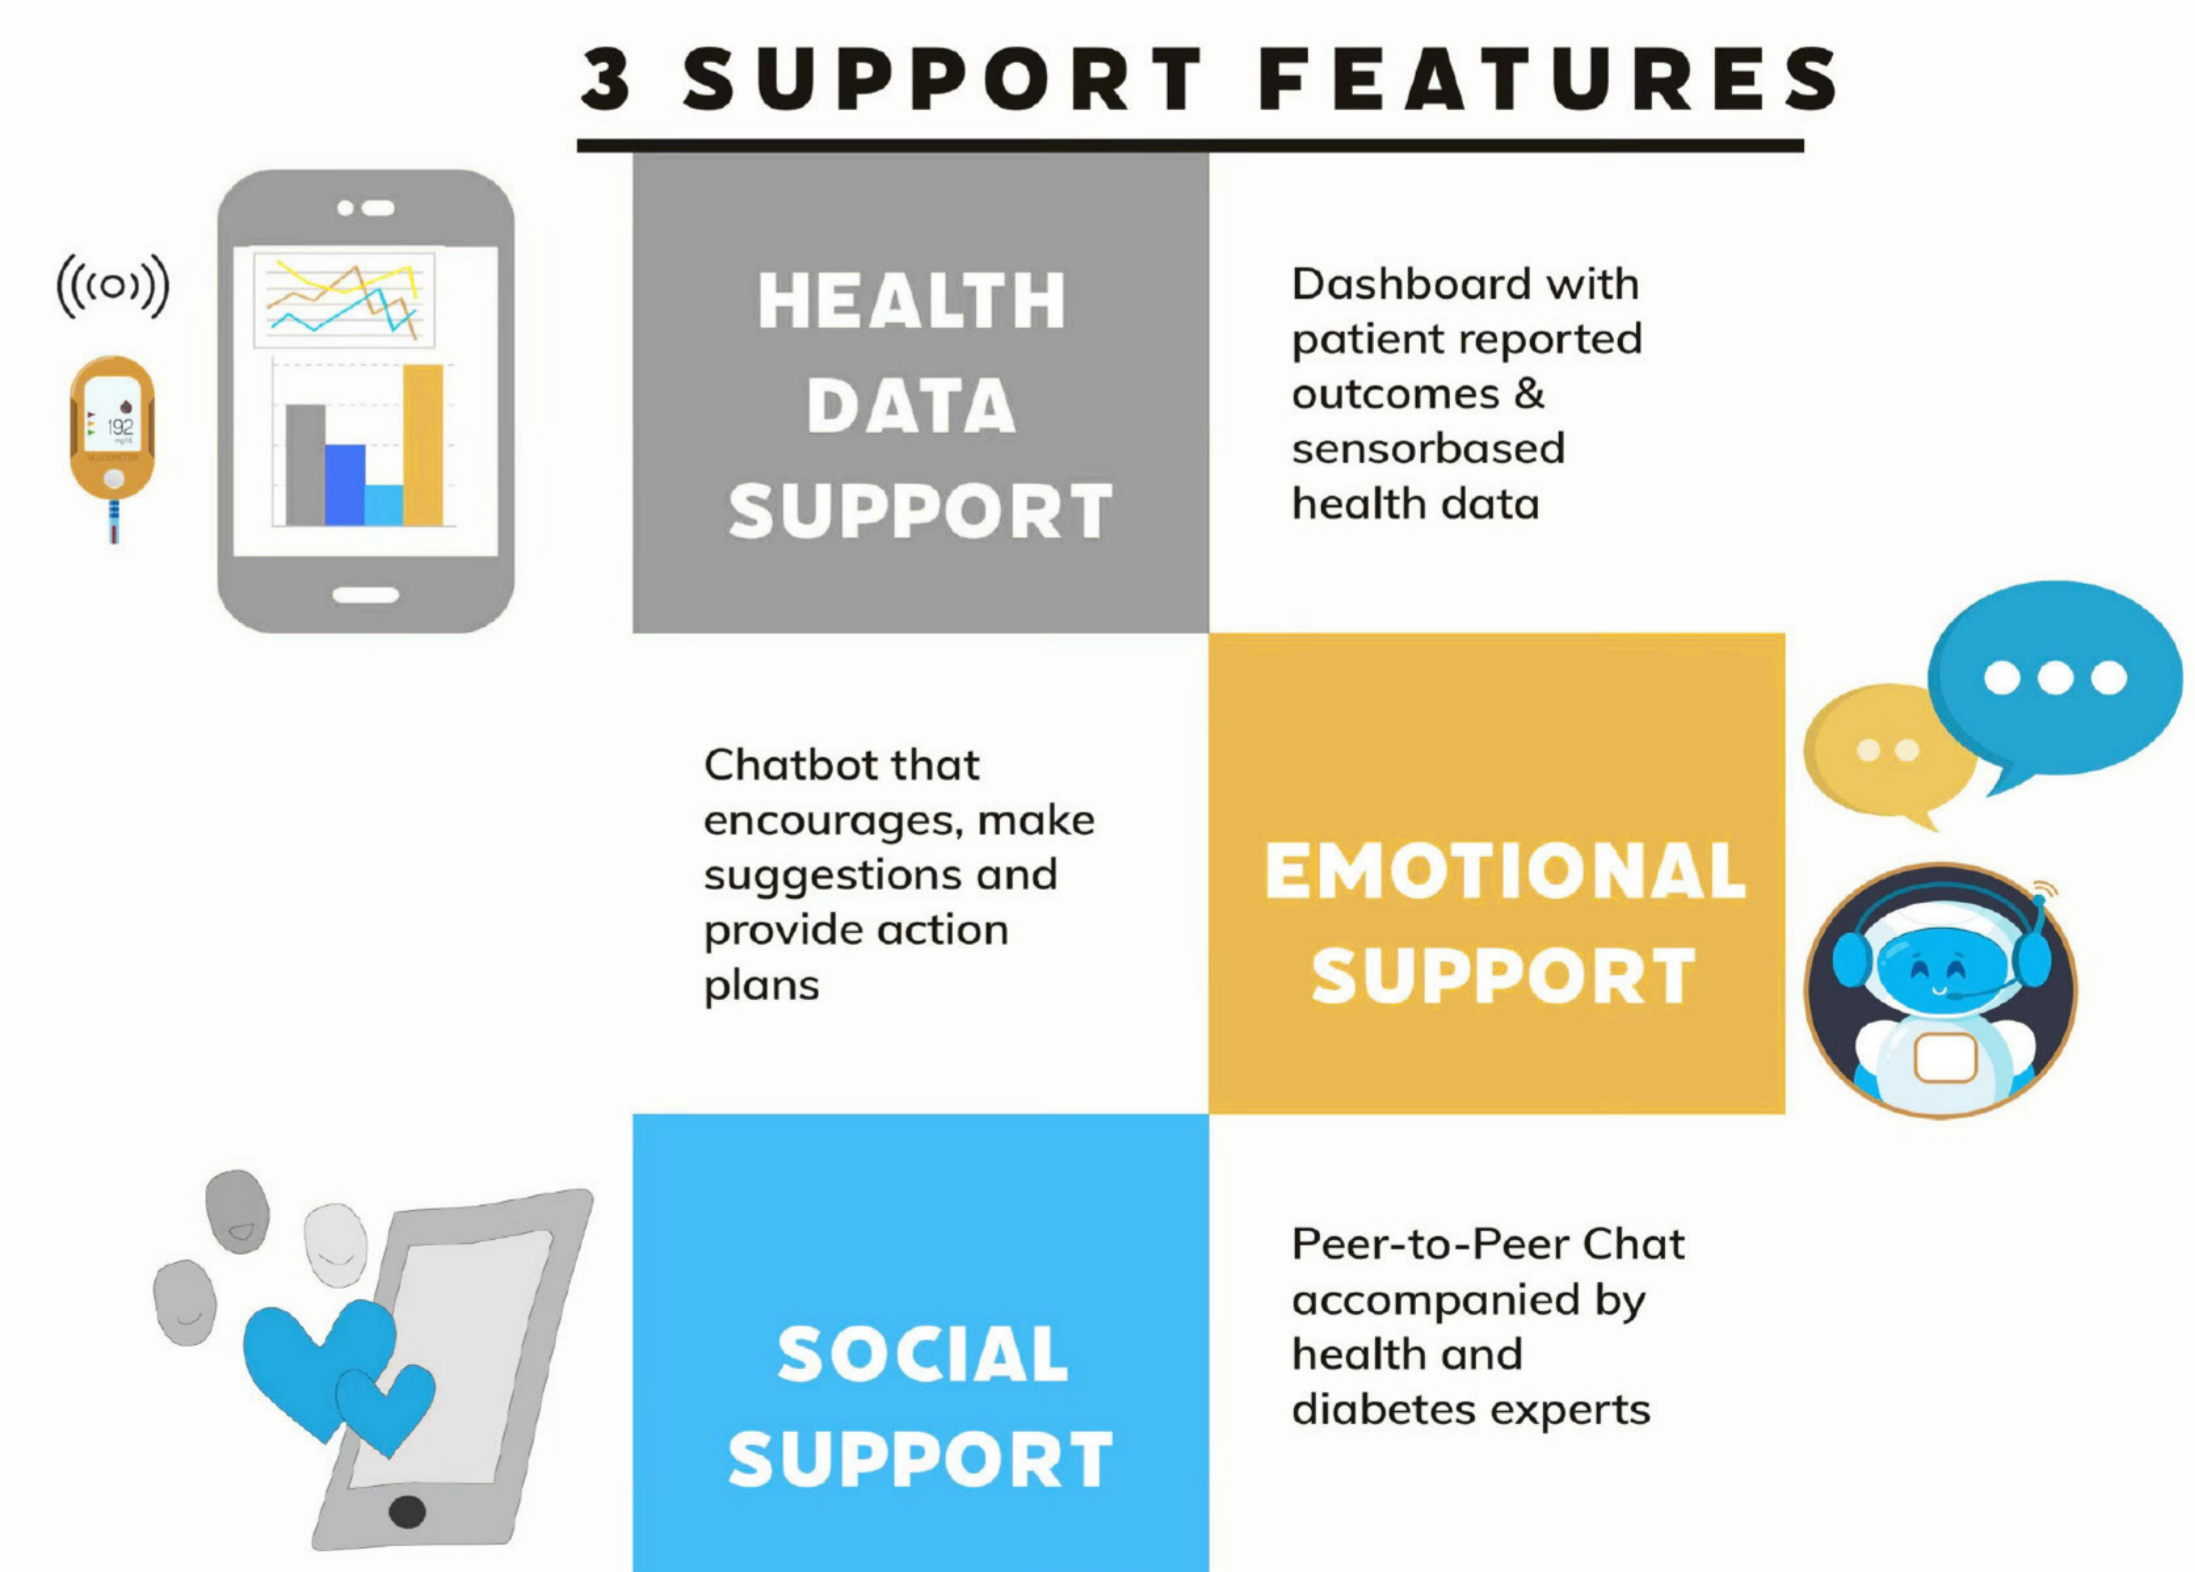 3 SUPPORT FEATURES
HEALTH
DATA
SUPPORT
Dashboard with
patient reported
outcomes &
sensorbased
health data
192
Chatbot that
encourages, make
suggestions and
provide action
plans
EMOTIONAL
SUPPORT
SOCIAL
SUPPORT
Peer-to-Peer Chat
accompanied by
health and
diabetes experts